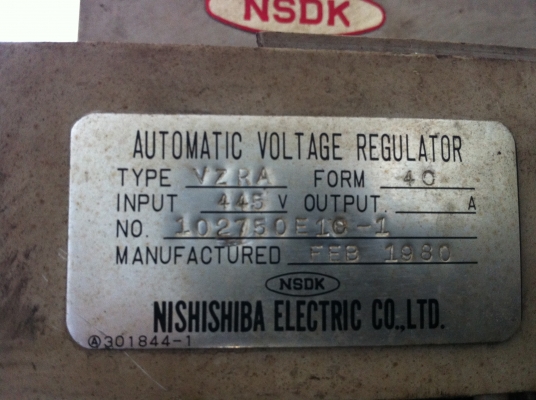 NSDK
AUTOMATIC VOLTAGE REGULATOR
TYPE VZRA FORM 40
INPUT 445 V OUTPUT A
NO. 102750E10-1
MANUFACTURED FEB 1980
NSDK
NISHISHIBA ELECTRIC CO.,LTD.
Ⓐ301844-1